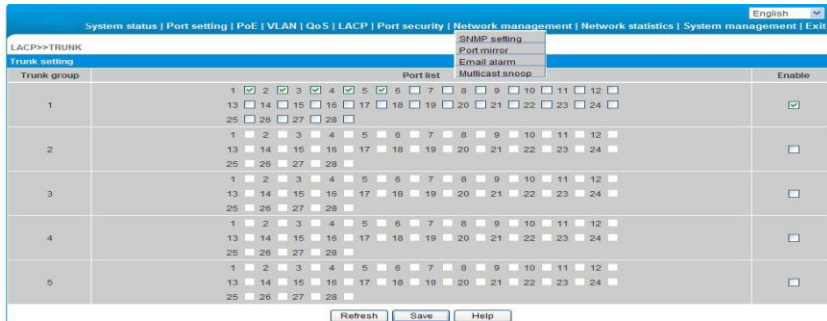 English
System status | Port setting | PoE | VLAN | QoS | LACP | Port security | Network management | Network statistics | System management | Exit
SNMP setting
Port mirror
Email alarm
Multicast snoop
LACP>>TRUNK
Trunk setting
Trunk group Port list Enable
1 2 3 4 5 6 7 8 9 10 11 12
1 13 14 15 16 17 18 19 20 21 22 23 24
25 26 27 28
1 2 3 4 5 6 7 8 9 10 11 12
2 13 14 15 16 17 18 19 20 21 22 23 24
25 26 27 28
1 2 3 4 5 6 7 8 9 10 11 12
3 13 14 15 16 17 18 19 20 21 22 23 24
25 26 27 28
1 2 3 4 5 6 7 8 9 10 11 12
4 13 14 15 16 17 18 19 20 21 22 23 24
25 26 27 28
1 2 3 4 5 6 7 8 9 10 11 12
5 13 14 15 16 17 18 19 20 21 22 23 24
25 26 27 28
Refresh Save Help